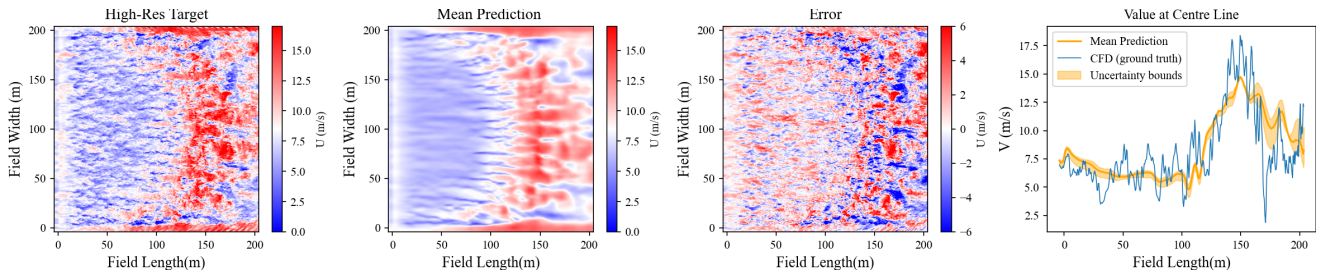 High-Res Target
Field Width (m)
200
150
100
50
0
0 50 100 150 200
Field Length(m)
15.0
12.5
10.0
7.5
5.0
2.5
0.0
U (m/s)
Mean Prediction
Field Width (m)
200
150
100
50
0
0 50 100 150 200
Field Length(m)
15.0
12.5
10.0
7.5
5.0
2.5
0.0
U (m/s)
Error
Field Width (m)
200
150
100
50
0
0 50 100 150 200
Field Length(m)
6
4
2
0
−2
−4
−6
U (m/s)
Value at Centre Line
V (m/s)
17.5
15.0
12.5
10.0
7.5
5.0
2.5
Mean Prediction
CFD (ground truth)
Uncertainty bounds
0 50 100 150 200
Field Length(m)